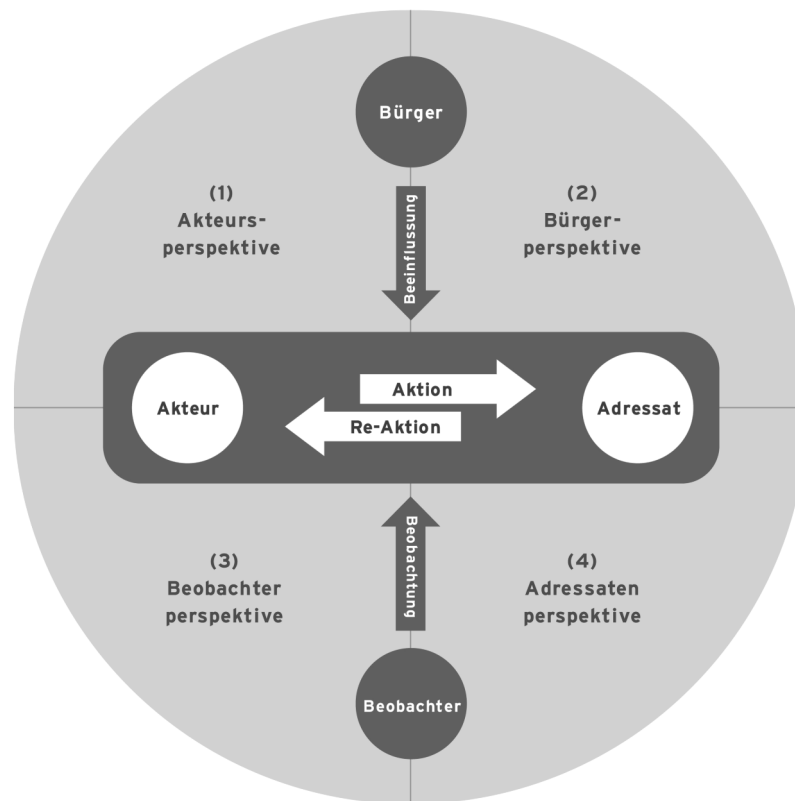 Bürger
(1)
Akteurs-
perspektive
(2)
Bürger-
perspektive
Beeinflussung
Akteur
Aktion
Re-Aktion
Adressat
Beobachtung
(3)
Beobachter
perspektive
(4)
Adressaten
perspektive
Beobachter